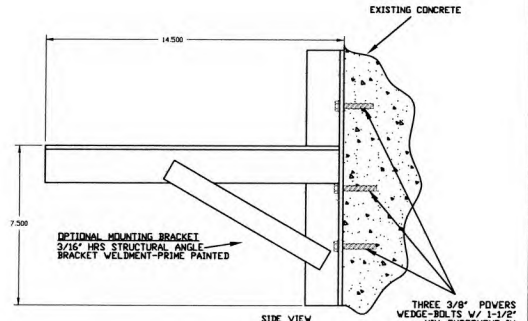 EXISTING CONCRETE
14.500
7.500
OPTIONAL MOUNTING BRACKET
3/16" HRS STRUCTURAL ANGLE
BRACKET WELDMENT-PRIME PAINTED
SIDE VIEW
THREE 3/8" POWERS
WEDGE-BOLTS W/ 1-1/2"